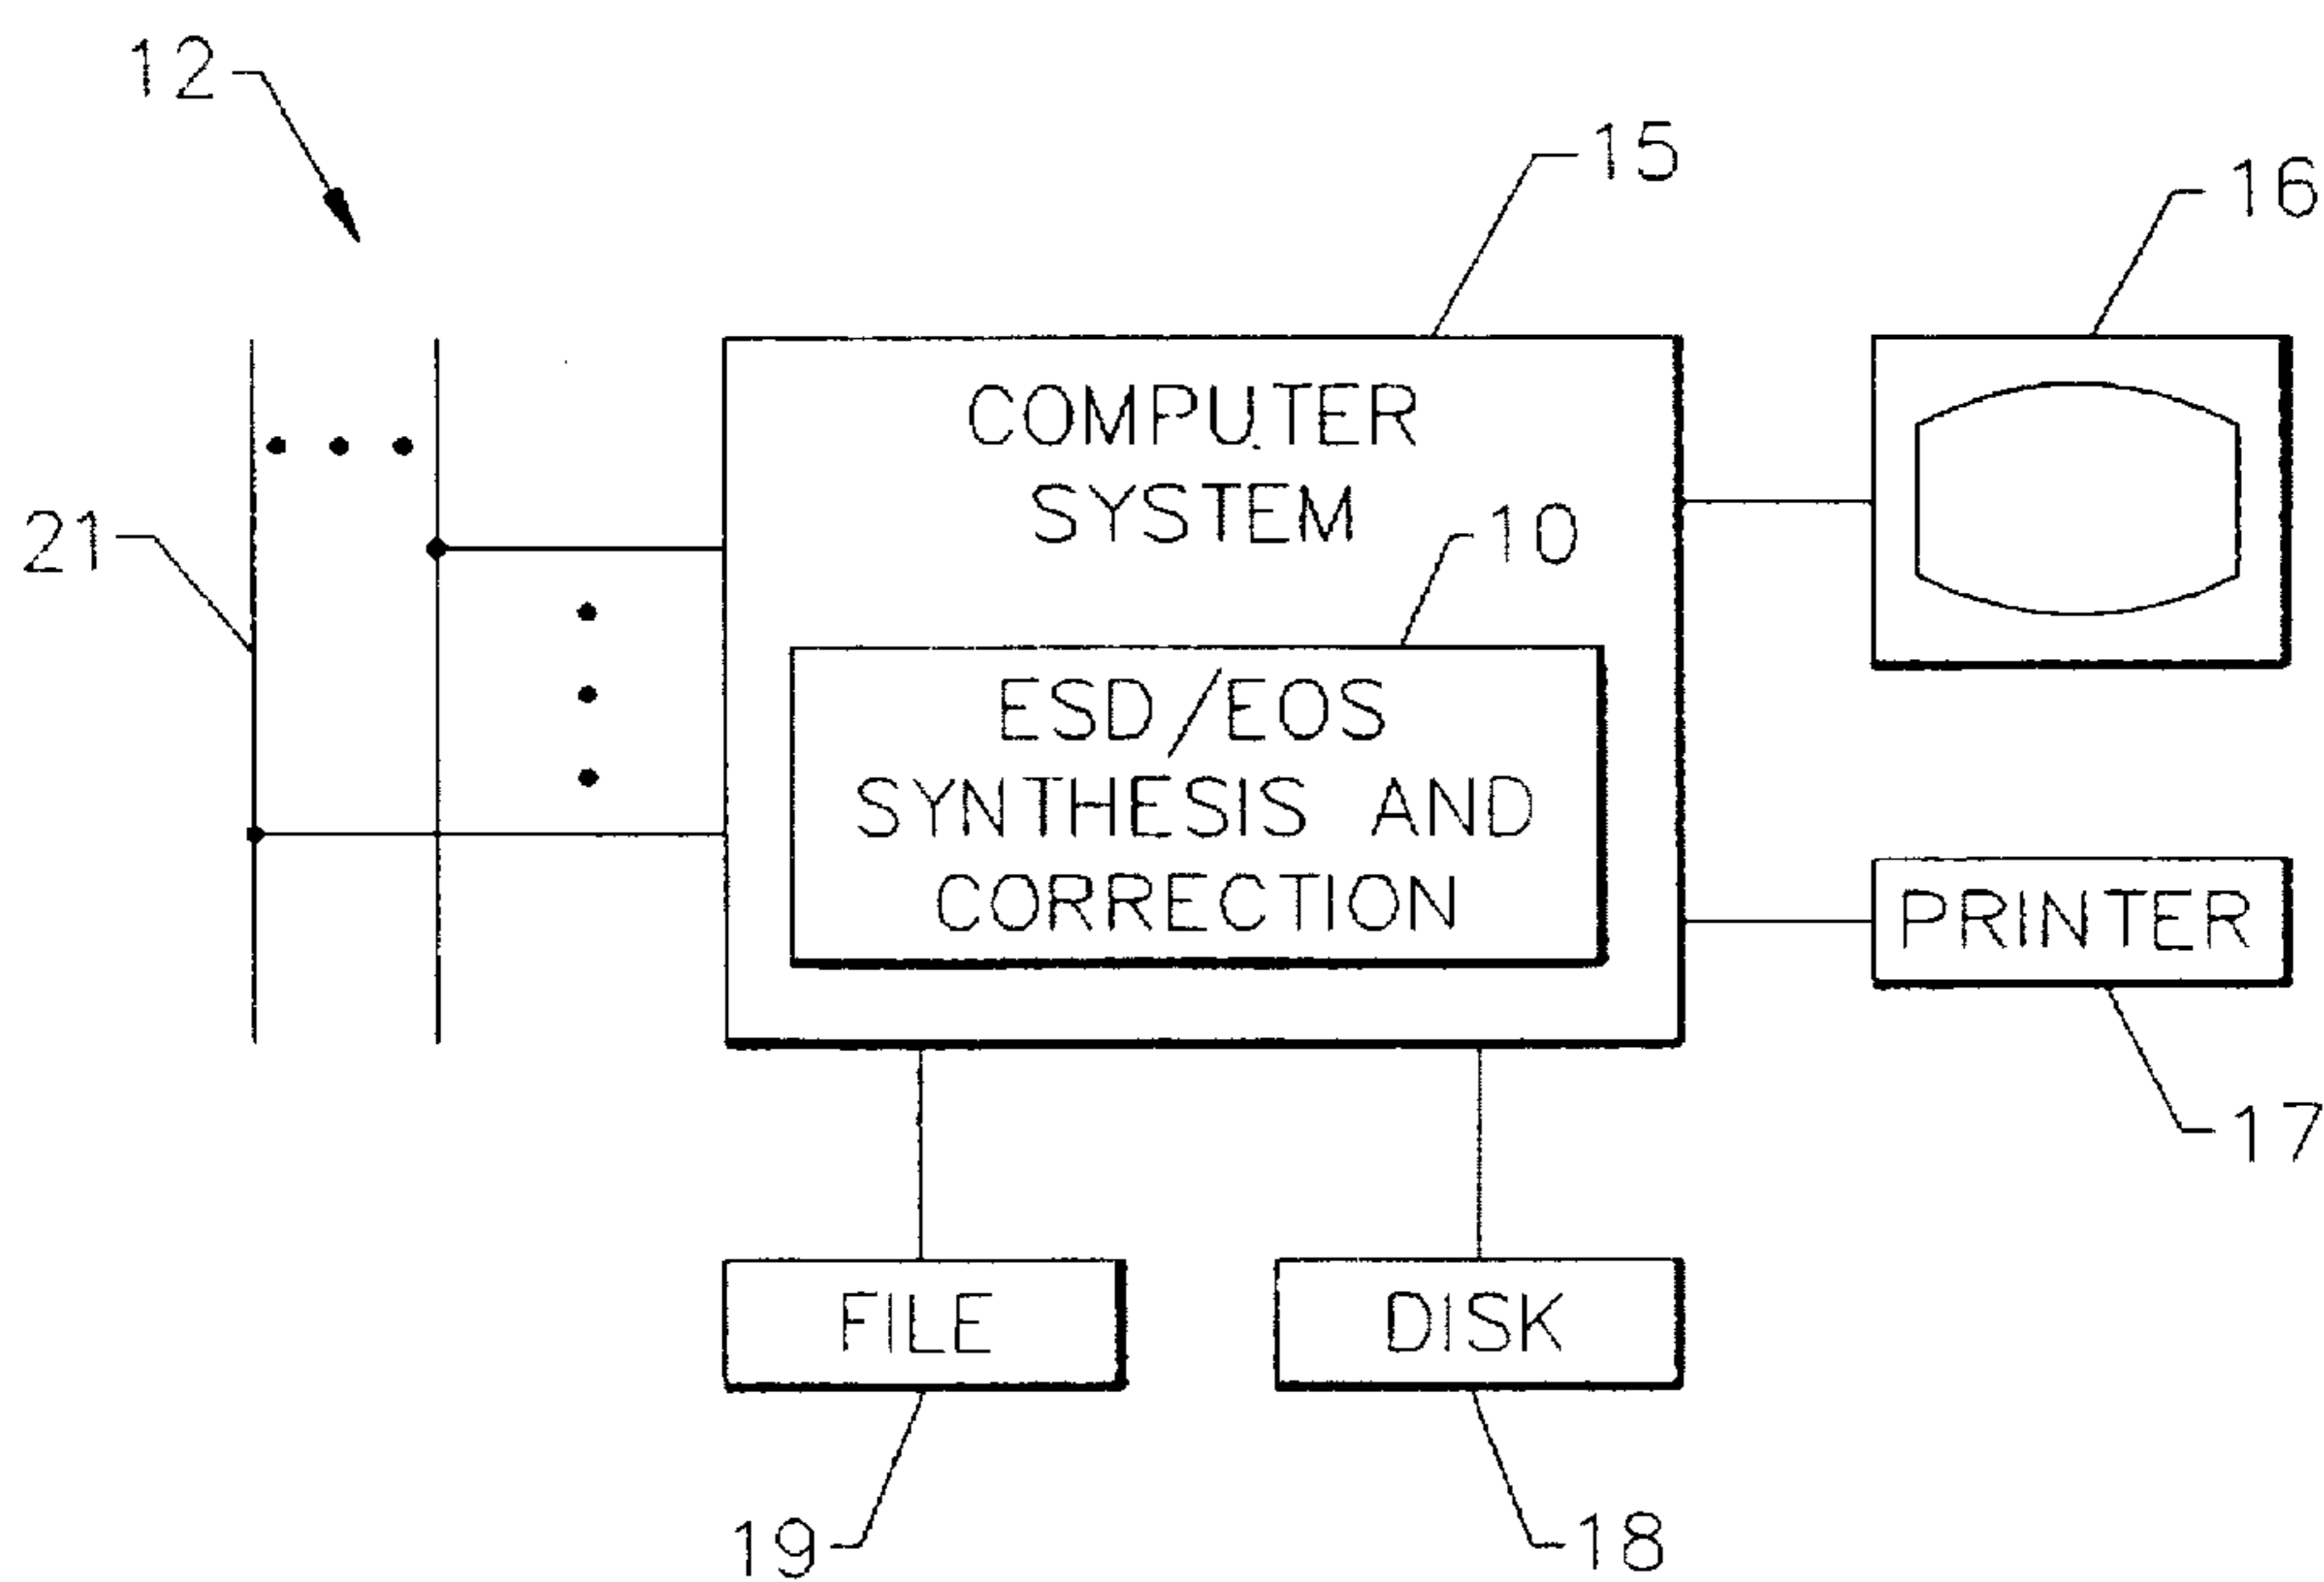 12
15
16
COMPUTER
SYSTEM
21
10
ESD/EOS
SYNTHESIS AND
CORRECTION
PRINTER
17
FILE
DISK
19
18